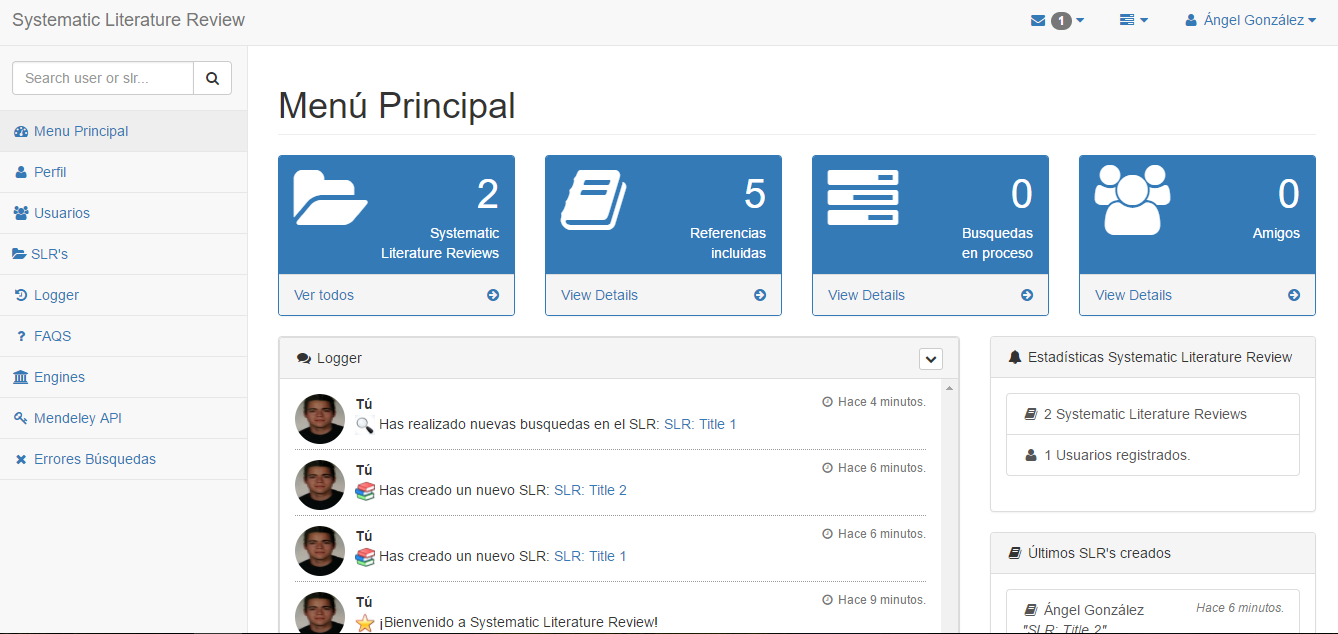 Systematic Literature Review
1
Ángel González
Search user or slr...
Menu Principal
Perfil
Usuarios
SLR's
Logger
FAQS
Engines
Mendeley API
Errores Búsquedas
Menú Principal
2
Systematic
Literature Reviews
Ver todos
5
Referencias
incluidas
View Details
0
Busquedas
en proceso
View Details
0
Amigos
View Details
Logger
Tú
Hace 4 minutos.
Has realizado nuevas busquedas en el SLR: SLR: Title 1
Tú
Hace 6 minutos.
Has creado un nuevo SLR: SLR: Title 2
Tú
Hace 6 minutos.
Has creado un nuevo SLR: SLR: Title 1
Tú
Hace 9 minutos.
¡Bienvenido a Systematic Literature Review!
Estadísticas Systematic Literature Review
2 Systematic Literature Reviews
1 Usuarios registrados.
Últimos SLR's creados
Ángel González
Hace 6 minutos.
"SLR: Title 2"